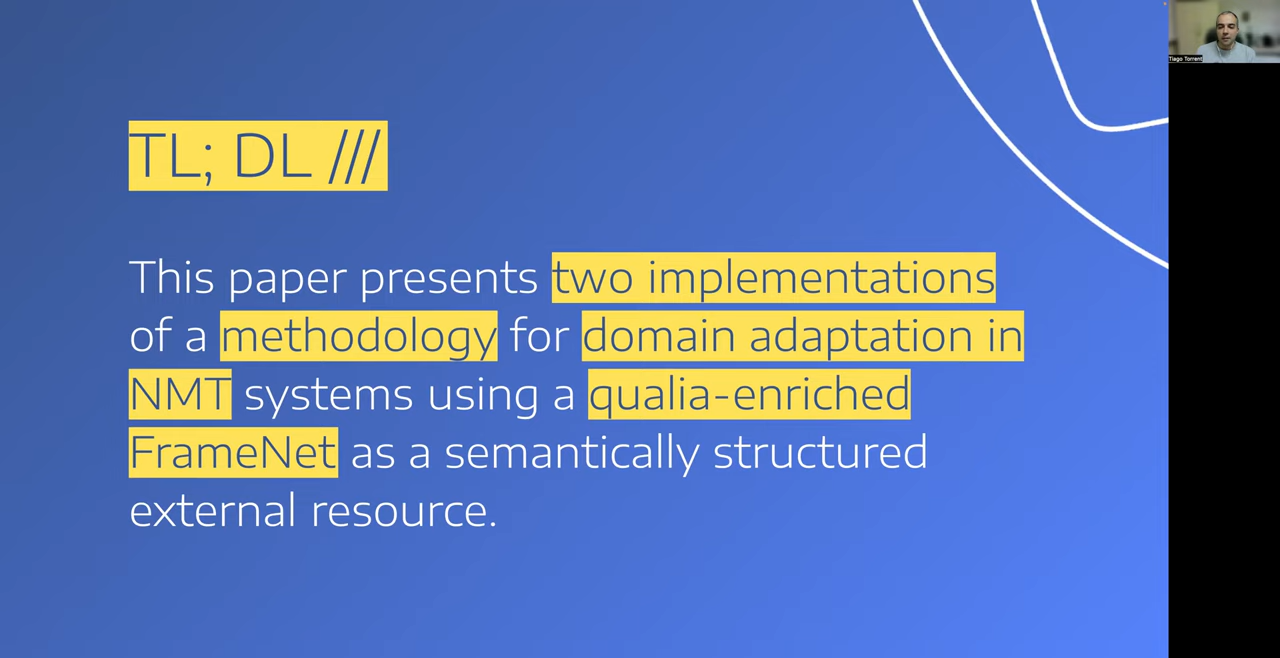 TL; DL ///
This paper presents two implementations
of a methodology for domain adaptation in
NMT systems using a qualia-enriched
FrameNet as a semantically structured
external resource.
Tiago Torrent